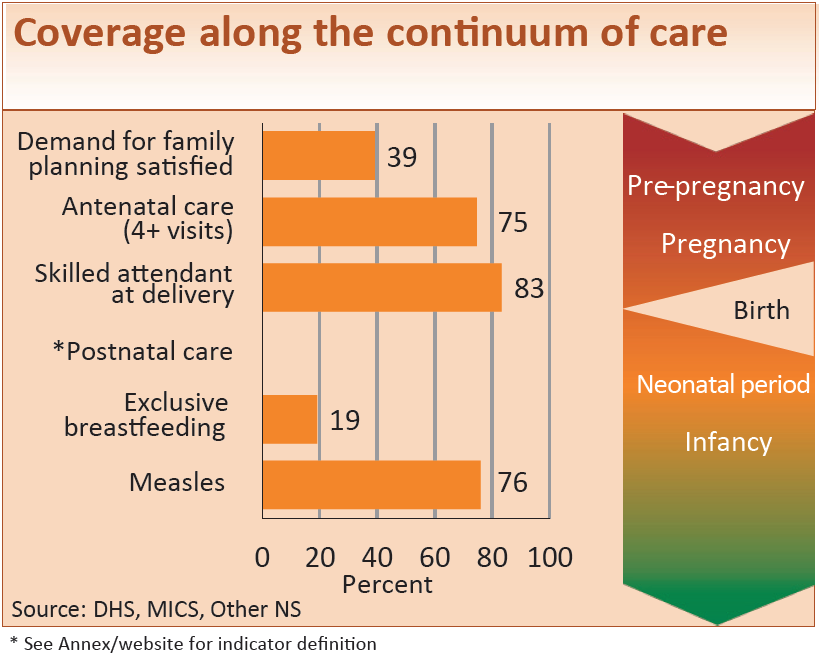 Coverage along the continuum of care
Demand for family
planning satisfied
39
Antenatal care
(4+ visits)
75
Skilled attendant
at delivery
83
*Postnatal care
Exclusive
breastfeeding
19
Measles
76
0 20 40 60 80 100
Percent
Pre-pregnancy
Pregnancy
Birth
Neonatal period
Infancy
Source: DHS, MICS, Other NS
* See Annex/website for indicator definition